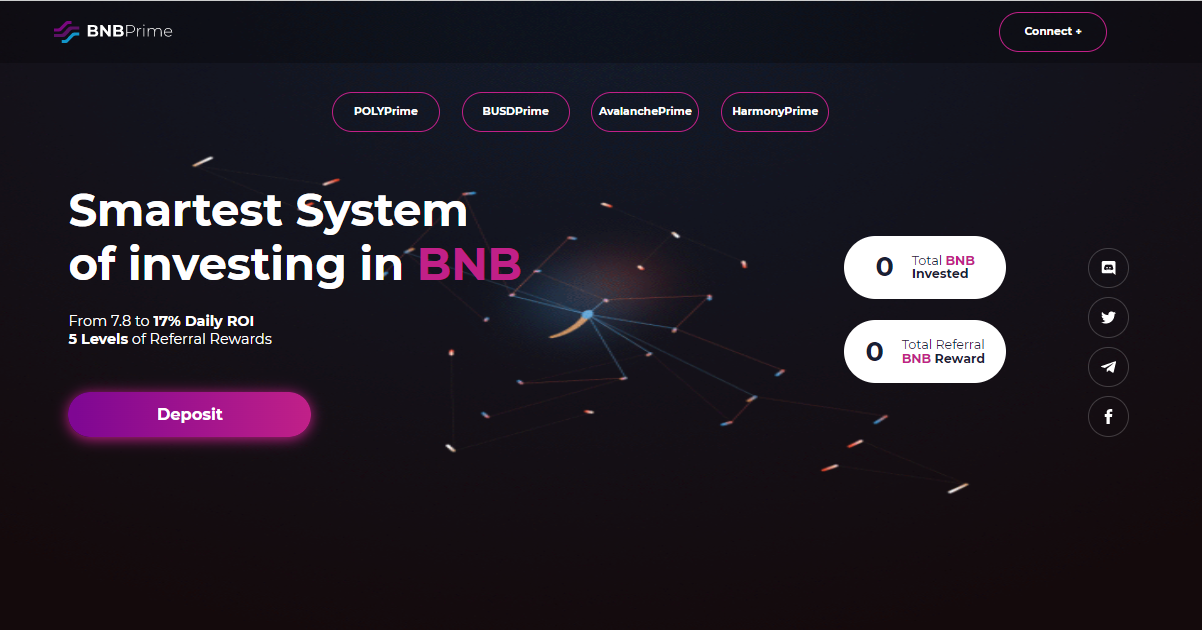 BNBPrime
Connect +
POLYPrime
BUSDPrime
AvalanchePrime
HarmonyPrime
Smartest System
of investing in BNB
From 7.8 to 17% Daily ROI
5 Levels of Referral Rewards
Deposit
0
Total BNB
Invested
0
Total Referral
BNB Reward